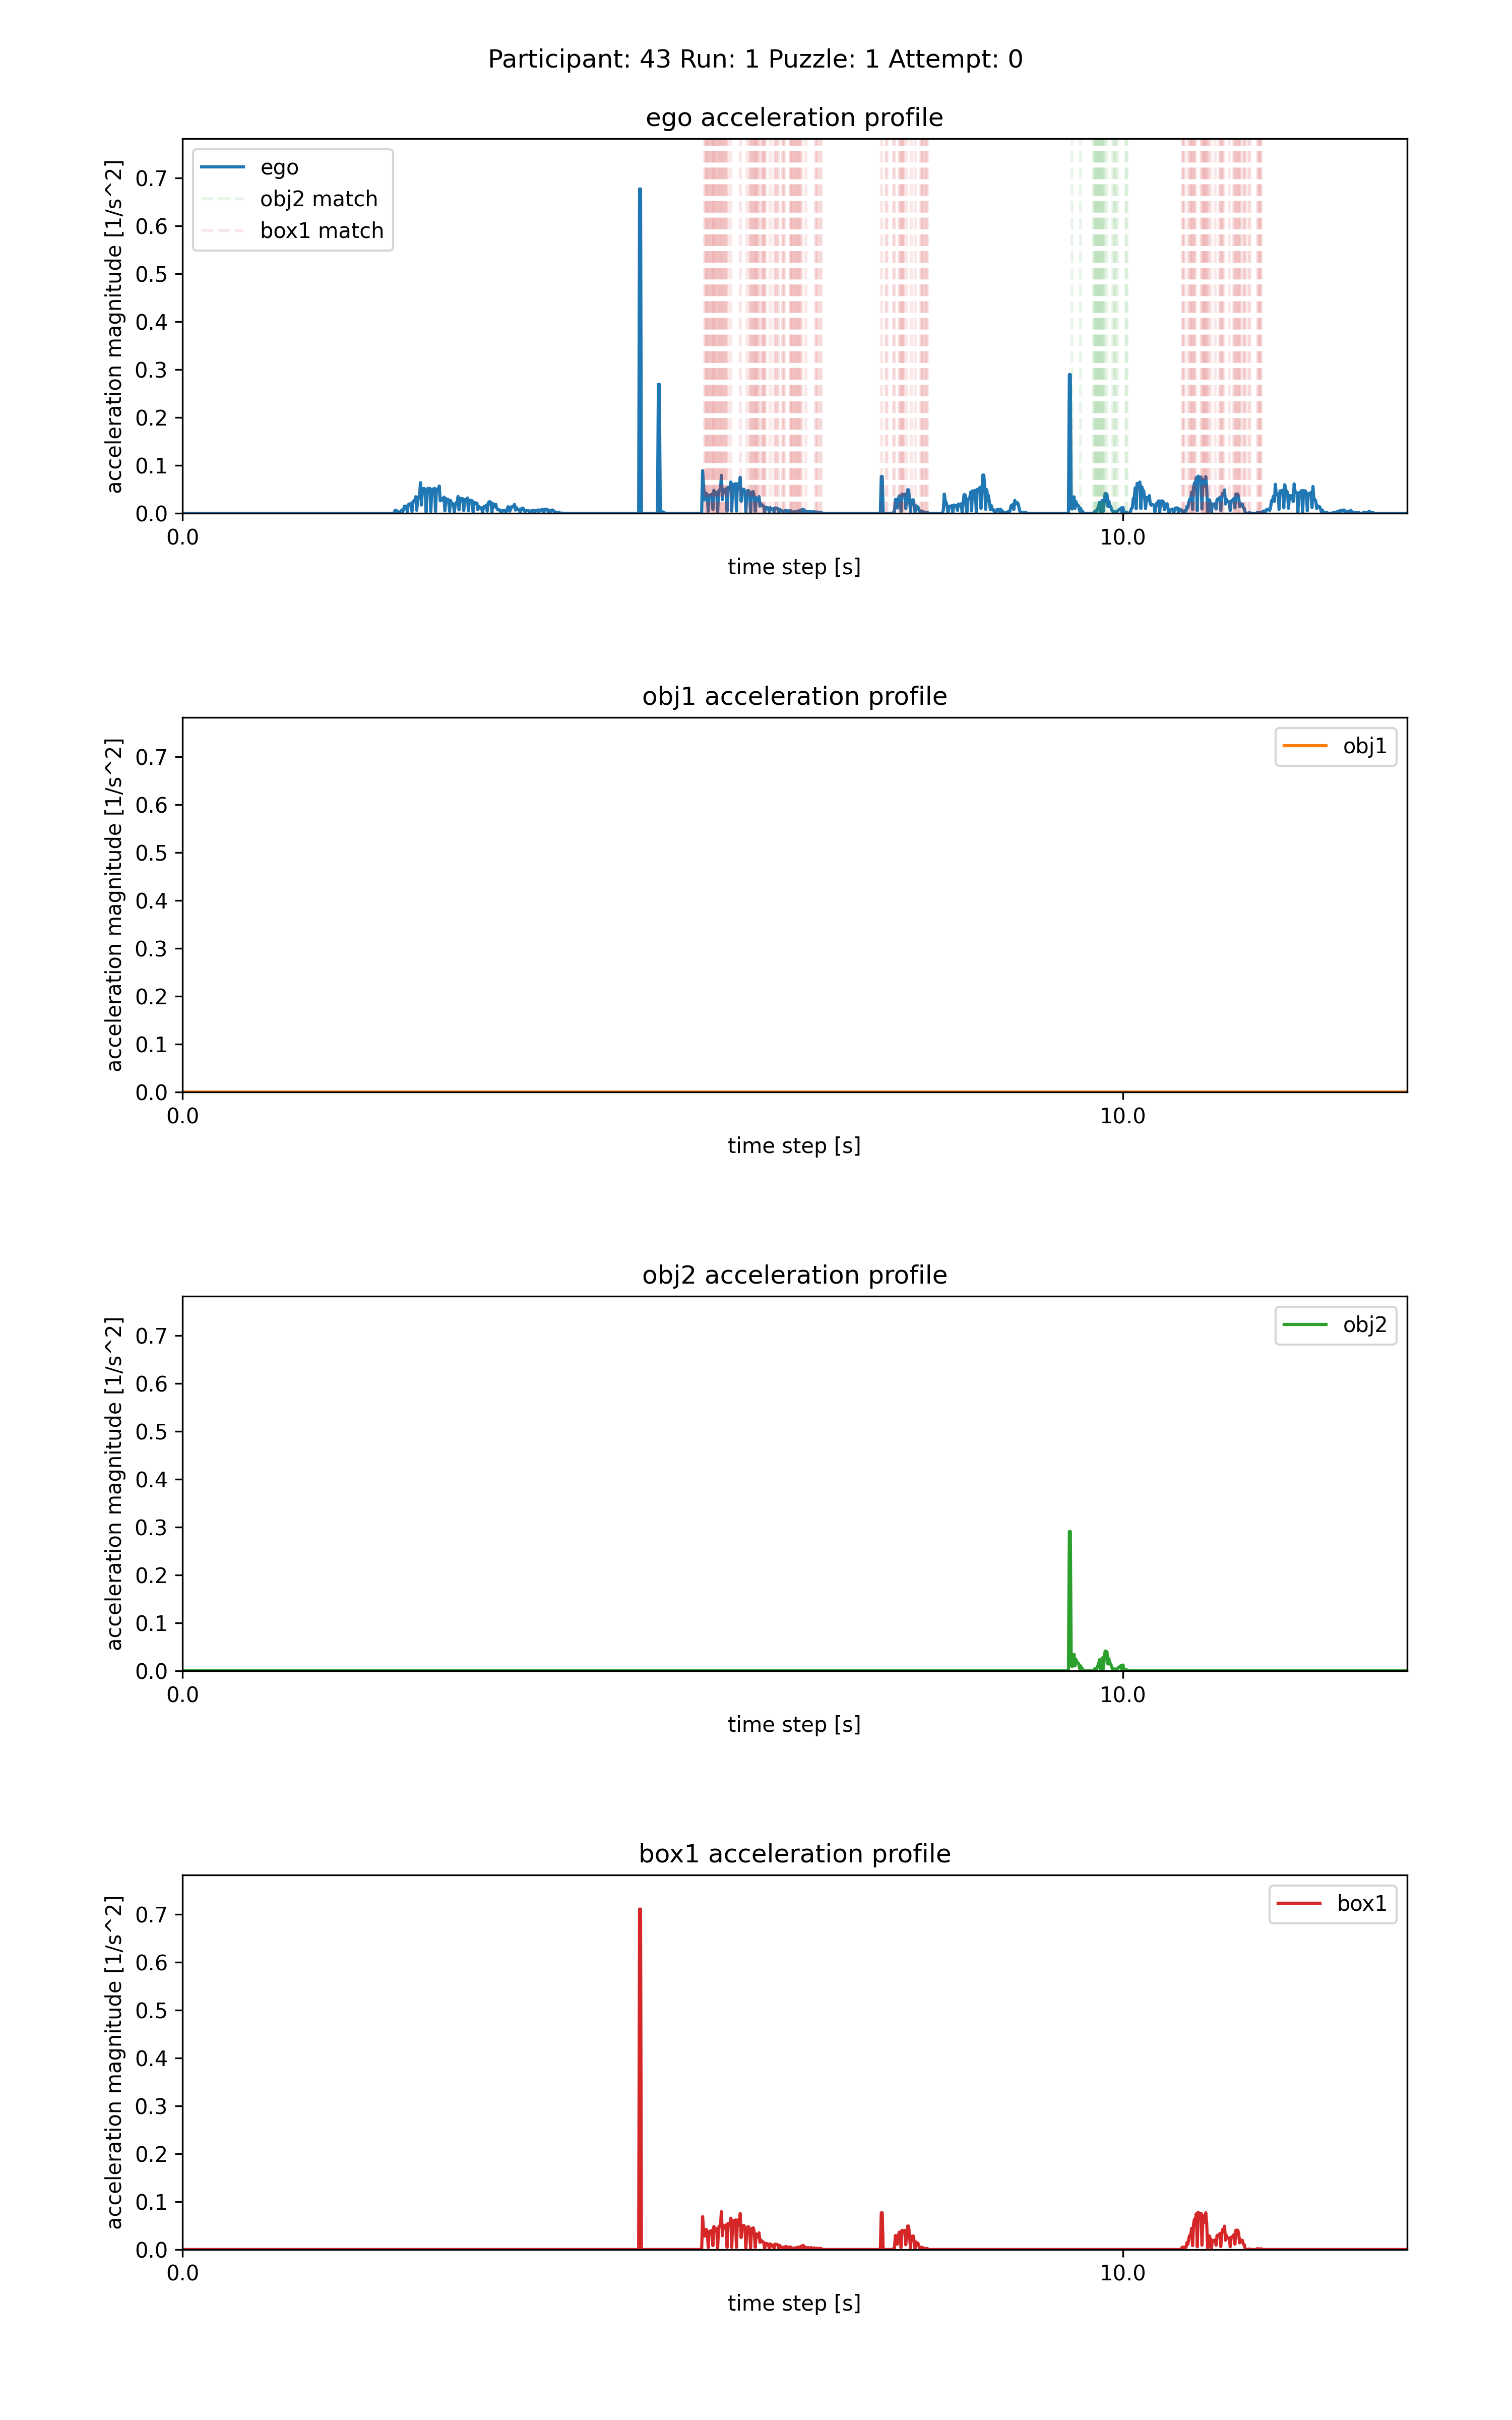 Participant: 43 Run: 1 Puzzle: 1 Attempt: 0
ego acceleration profile
acceleration magnitude [1/s^2]
0.7
0.6
0.5
0.4
0.3
0.2
0.1
0.0
ego
obj2 match
box1 match
0.0
10.0
time step [s]
obj1 acceleration profile
acceleration magnitude [1/s^2]
0.7
0.6
0.5
0.4
0.3
0.2
0.1
0.0
obj1
0.0
10.0
time step [s]
obj2 acceleration profile
acceleration magnitude [1/s^2]
0.7
0.6
0.5
0.4
0.3
0.2
0.1
0.0
obj2
0.0
10.0
time step [s]
box1 acceleration profile
acceleration magnitude [1/s^2]
0.7
0.6
0.5
0.4
0.3
0.2
0.1
0.0
box1
0.0
10.0
time step [s]